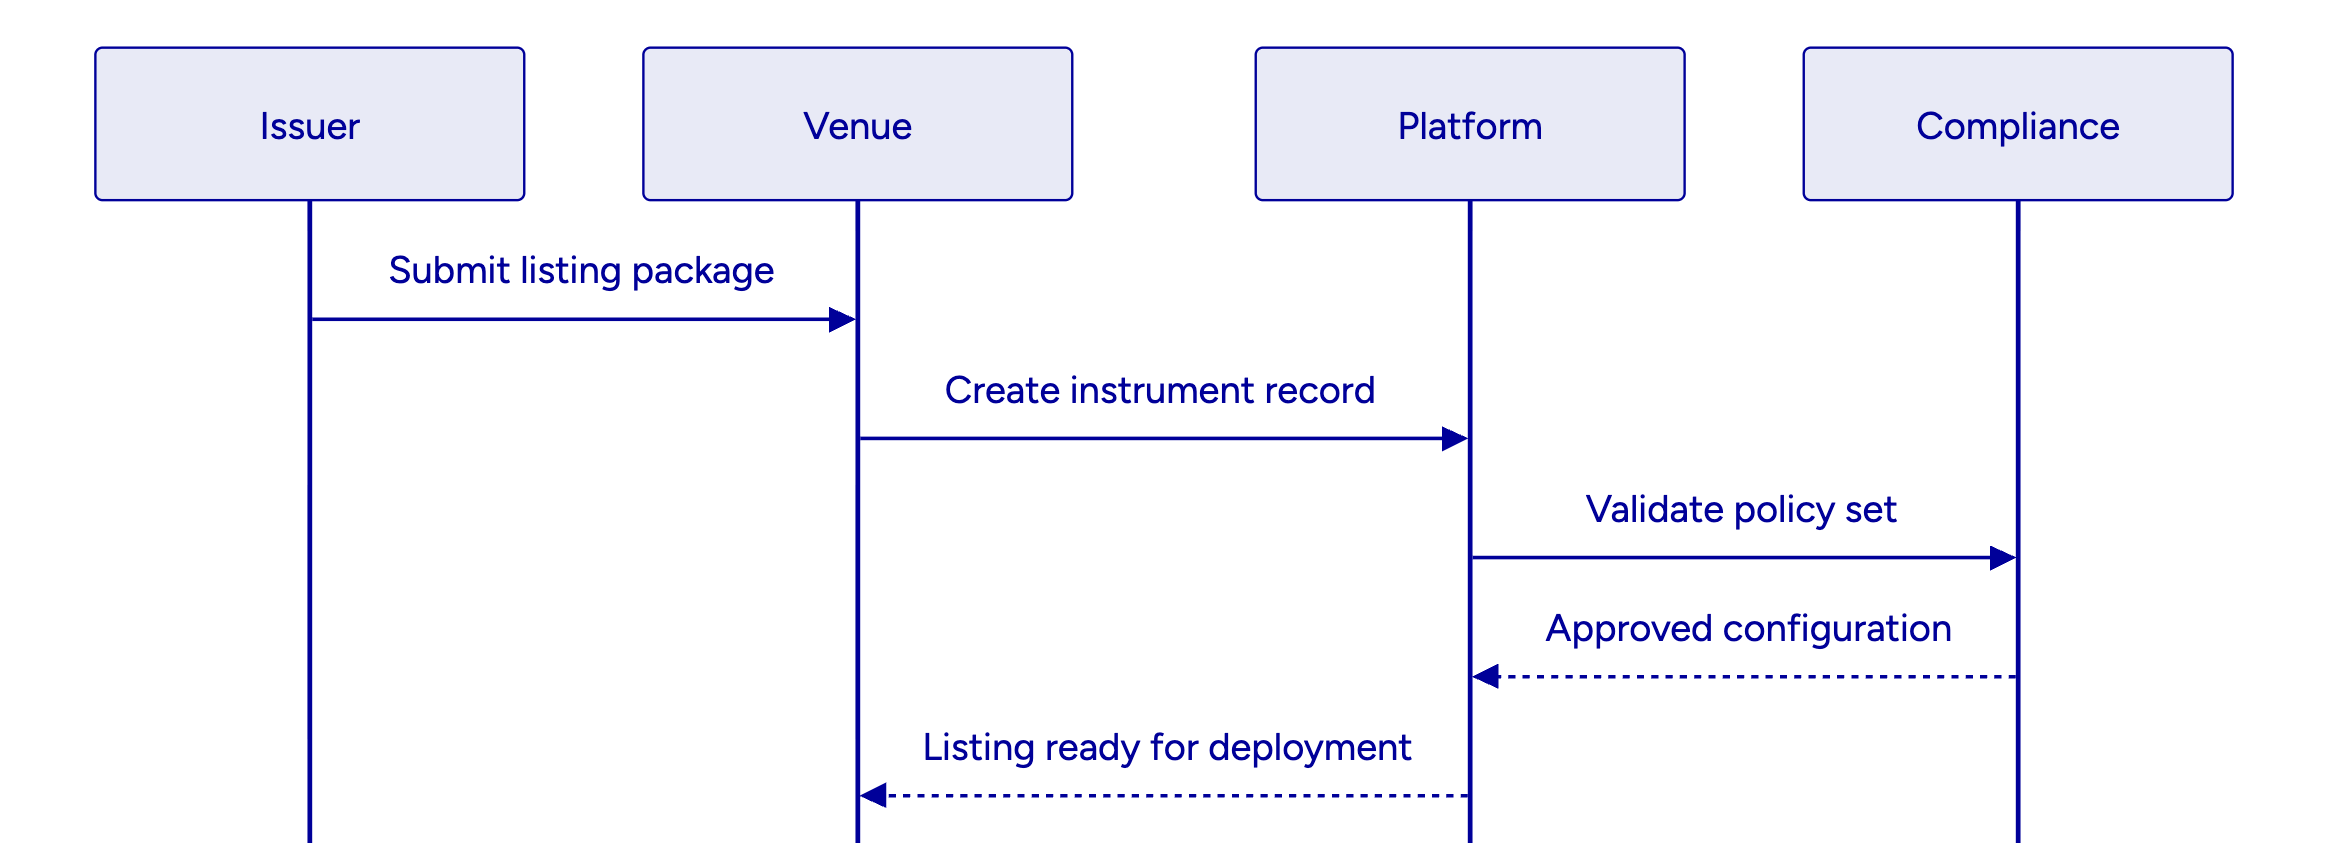 Issuer
Venue
Platform
Compliance
Submit listing package
Create instrument record
Validate policy set
Approved configuration
Listing ready for deployment